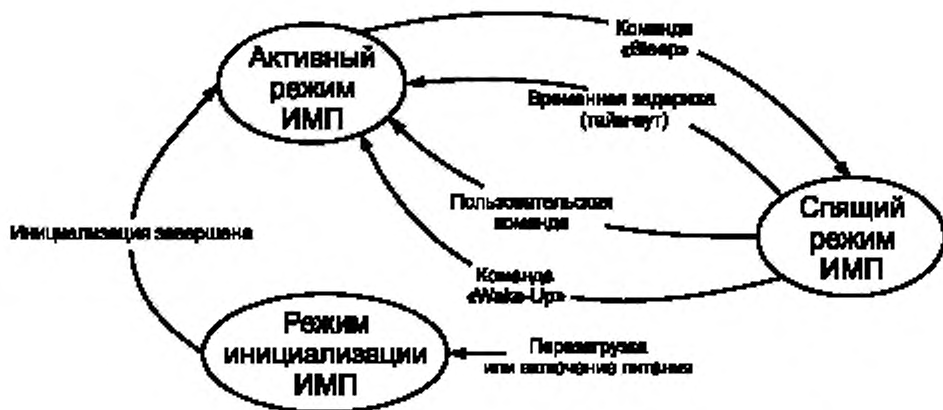 Активный
режим
ИМП
Команда
«Sleep»
Временная задержка
(тайм-аут)
Пользовательская
команда
Спящий
режим
ИМП
Инициализация завершена
Команда
«Wake-Up»
Режим
инициализации
ИМП
Перезагрузка
или включение питания